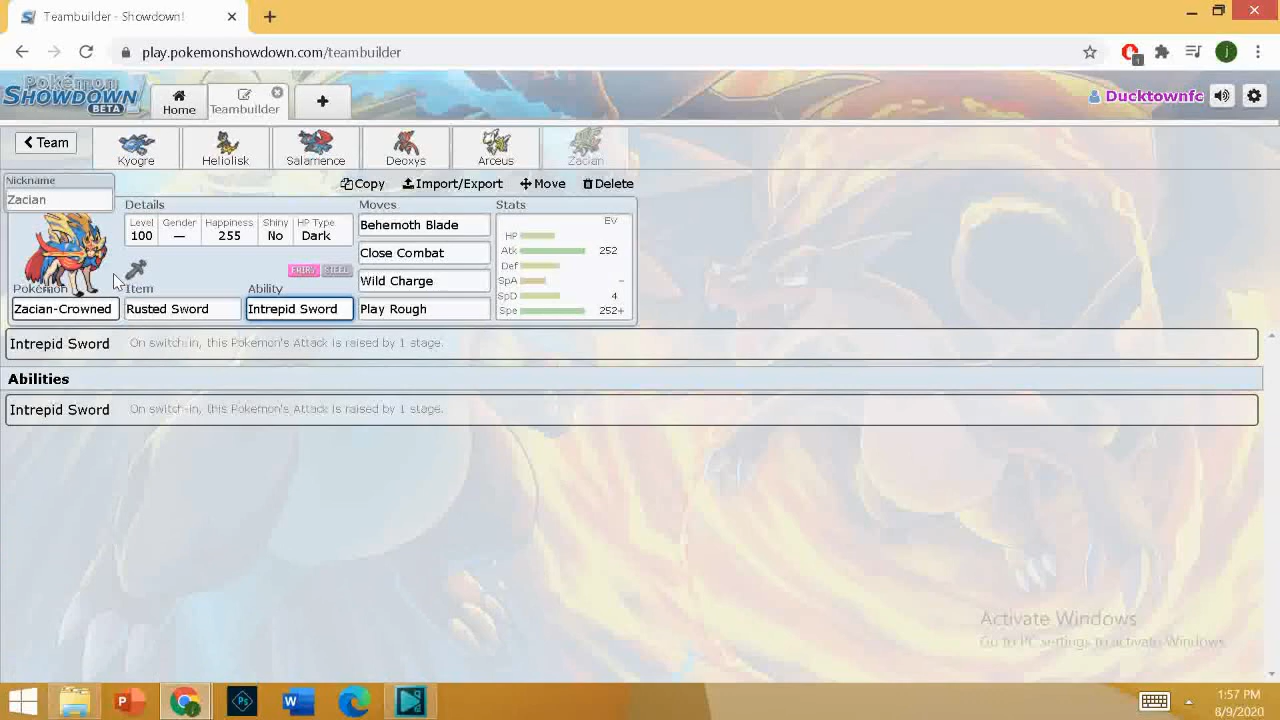 Teambuilder - Showdown!
play.pokemonshowdown.com/teambuilder
1
j
Pokémon
SHOWDOWN
BETA
Home
Teambuilder
Ducktownfc
Team
Kyogre
Heliolisk
Salamence
Deoxys
Arceus
Zacian
Nickname
Zacian
Copy
Import/Export
Move
Delete
Details
Moves
Stats
Level
Gender
Happiness
Shiny
HP Type
100
—
255
No
Dark
Behemoth Blade
Close Combat
Wild Charge
Play Rough
EV
HP
Atk 252
Def
SpA –
SpD 4
Spe 252+
FAIRY
STEEL
Pokémon
Item
Ability
Zacian-Crowned
Rusted Sword
Intrepid Sword
Intrepid Sword On switch-in, this Pokemon's Attack is raised by 1 stage.
Abilities
Intrepid Sword On switch-in, this Pokemon's Attack is raised by 1 stage.
Activate Windows
Go to PC settings to activate Windows.
Ps
1:57 PM
8/9/2020